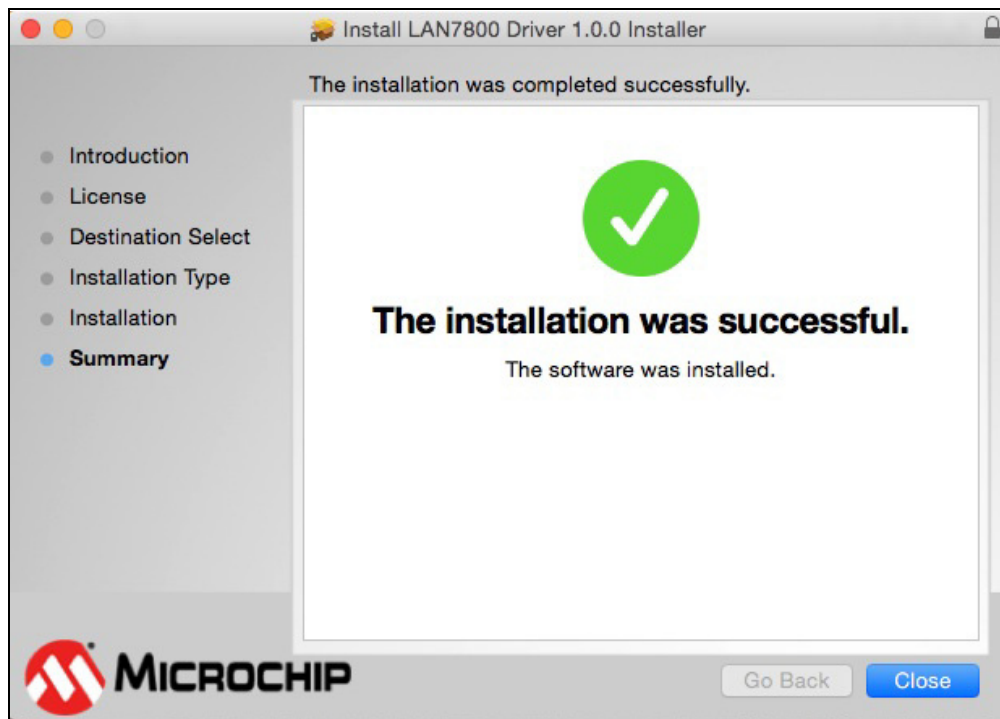 Install LAN7800 Driver 1.0.0 Installer
The installation was completed successfully.
Introduction
License
Destination Select
Installation Type
Installation
Summary
The installation was successful.
The software was installed.
MICROCHIP
Go Back
Close